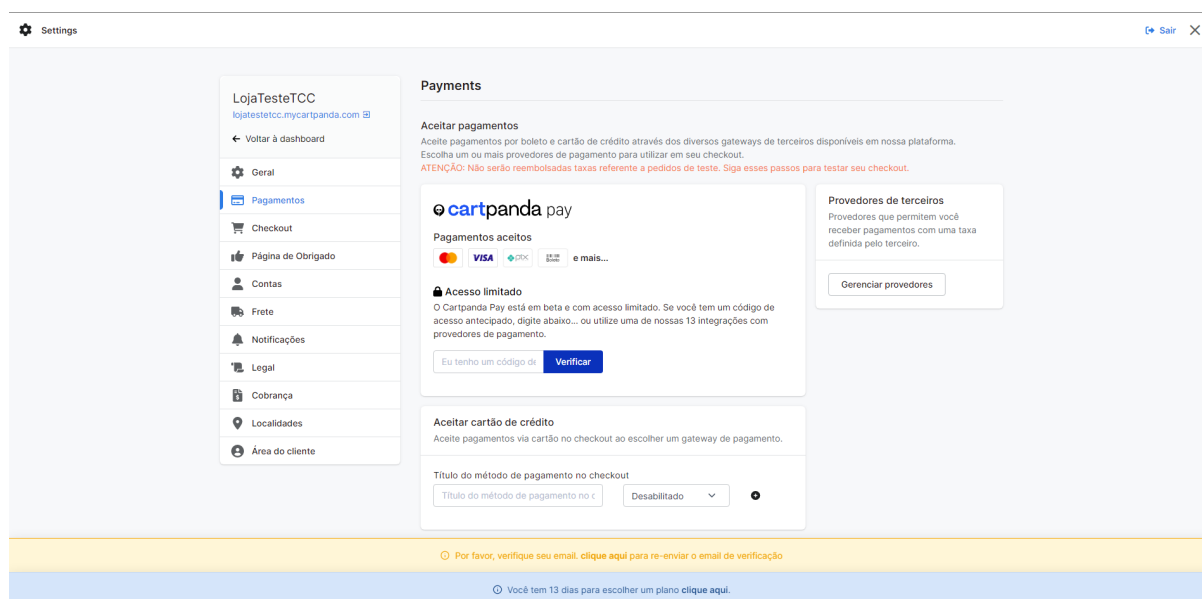 Settings
Sair
LojaTesteTCC
lojatestetcc.mycartpanda.com
Voltar à dashboard
Geral
Pagamentos
Checkout
Página de Obrigado
Contas
Frete
Notificações
Legal
Cobrança
Localidades
Área do cliente
Payments
Aceitar pagamentos
Aceite pagamentos por boleto e cartão de crédito através dos diversos gateways de terceiros disponíveis em nossa plataforma.
Escolha um ou mais provedores de pagamento para utilizar em seu checkout.
ATENÇÃO: Não serão reembolsadas taxas referente a pedidos de teste. Siga esses passos para testar seu checkout.
cartpanda pay
Pagamentos aceitos
VISA pix Boleto e mais...
Acesso limitado
O Cartpanda Pay está em beta e com acesso limitado. Se você tem um código de
acesso antecipado, digite abaixo... ou utilize uma de nossas 13 integrações com
provedores de pagamento.
Eu tenho um código de Verificar
Provedores de terceiros
Provedores que permitem você
receber pagamentos com uma taxa
definida pelo terceiro.
Gerenciar provedores
Aceitar cartão de crédito
Aceite pagamentos via cartão no checkout ao escolher um gateway de pagamento.
Título do método de pagamento no checkout
Título do método de pagamento no c Desabilitado
Por favor, verifique seu email. clique aqui para re-enviar o email de verificação
Você tem 13 dias para escolher um plano clique aqui.